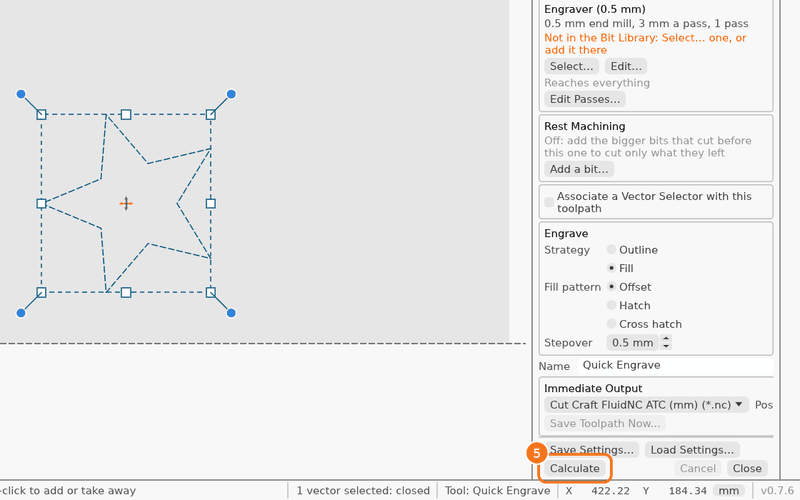 Engraver (0.5 mm)
0.5 mm end mill, 3 mm a pass, 1 pass
Not in the Bit Library: Select... one, or
add it there
Select... Edit...
Reaches everything
Edit Passes...
Rest Machining
Off: add the bigger bits that cut before
this one to cut only what they left
Add a bit...
Associate a Vector Selector with this
toolpath
Engrave
Strategy Outline
Fill
Fill pattern Offset
Hatch
Cross hatch
Stepover 0.5 mm
Name Quick Engrave
Immediate Output
Cut Craft FluidNC ATC (mm) (*.nc) Pos
Save Toolpath Now...
Save Settings... Load Settings...
5
Calculate Cancel Close
-click to add or take away 1 vector selected: closed Tool: Quick Engrave X 422.22 Y 184.34 mm v0.7.6